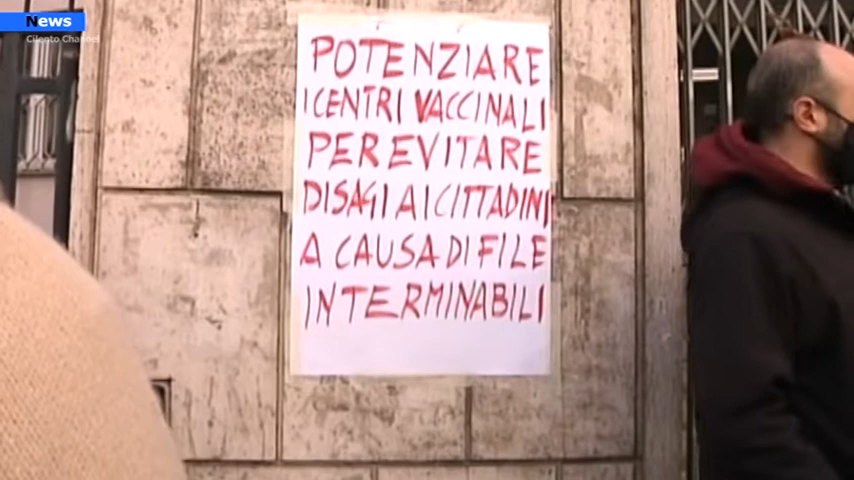 News
Cilento Channel
POTENZIARE
I CENTRI VACCINALI
PER EVITARE
DISAGI AI CITTADINI
A CAUSA DI FILE
INTERMINABILI